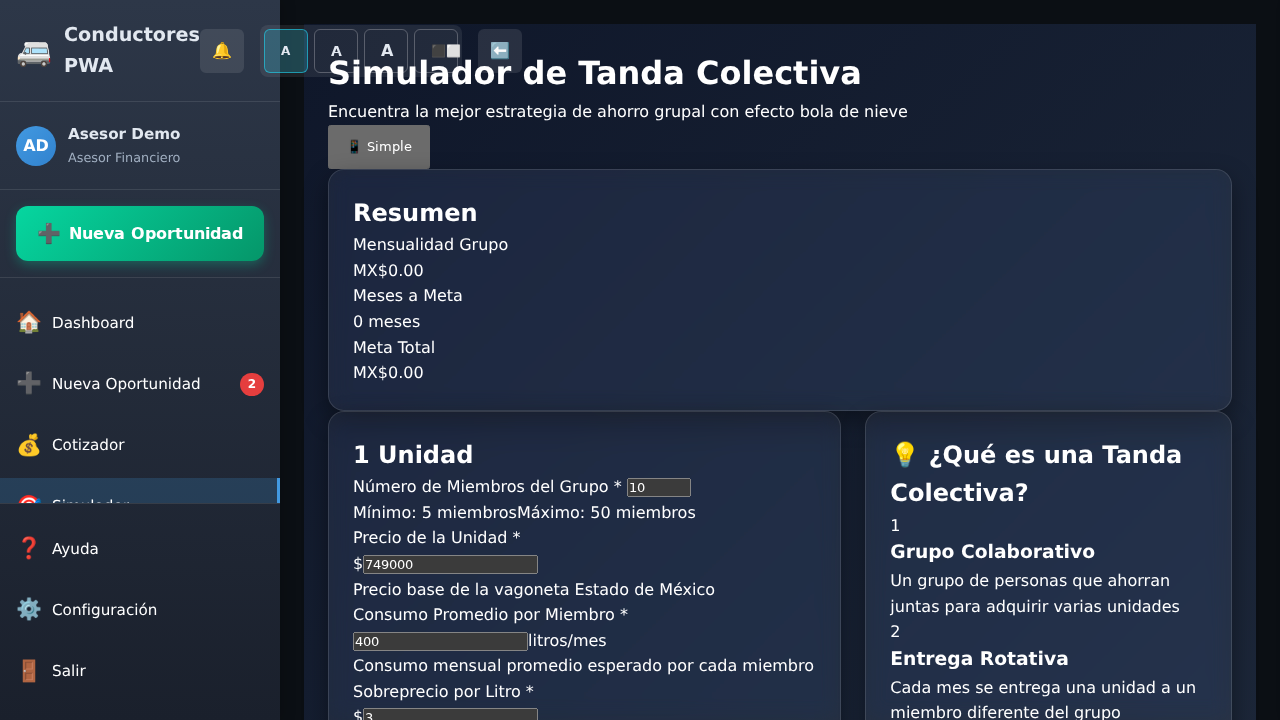 Conductores
PWA
A
A
A
Asesor Demo
AD
Asesor Financiero
Nueva Oportunidad
Dashboard
Nueva Oportunidad
2
Cotizador
Simulador
Ayuda
Configuración
Salir
Simulador de Tanda Colectiva
Encuentra la mejor estrategia de ahorro grupal con efecto bola de nieve
Simple
Resumen
Mensualidad Grupo
MX$0.00
Meses a Meta
0 meses
Meta Total
MX$0.00
1 Unidad
Número de Miembros del Grupo * 10
Mínimo: 5 miembrosMáximo: 50 miembros
Precio de la Unidad *
$749000
Precio base de la vagoneta Estado de México
Consumo Promedio por Miembro *
400 litros/mes
Consumo mensual promedio esperado por cada miembro
Sobreprecio por Litro *
$3
💡 ¿Qué es una Tanda
Colectiva?
1
Grupo Colaborativo
Un grupo de personas que ahorran
juntas para adquirir varias unidades
2
Entrega Rotativa
Cada mes se entrega una unidad a un
miembro diferente del grupo